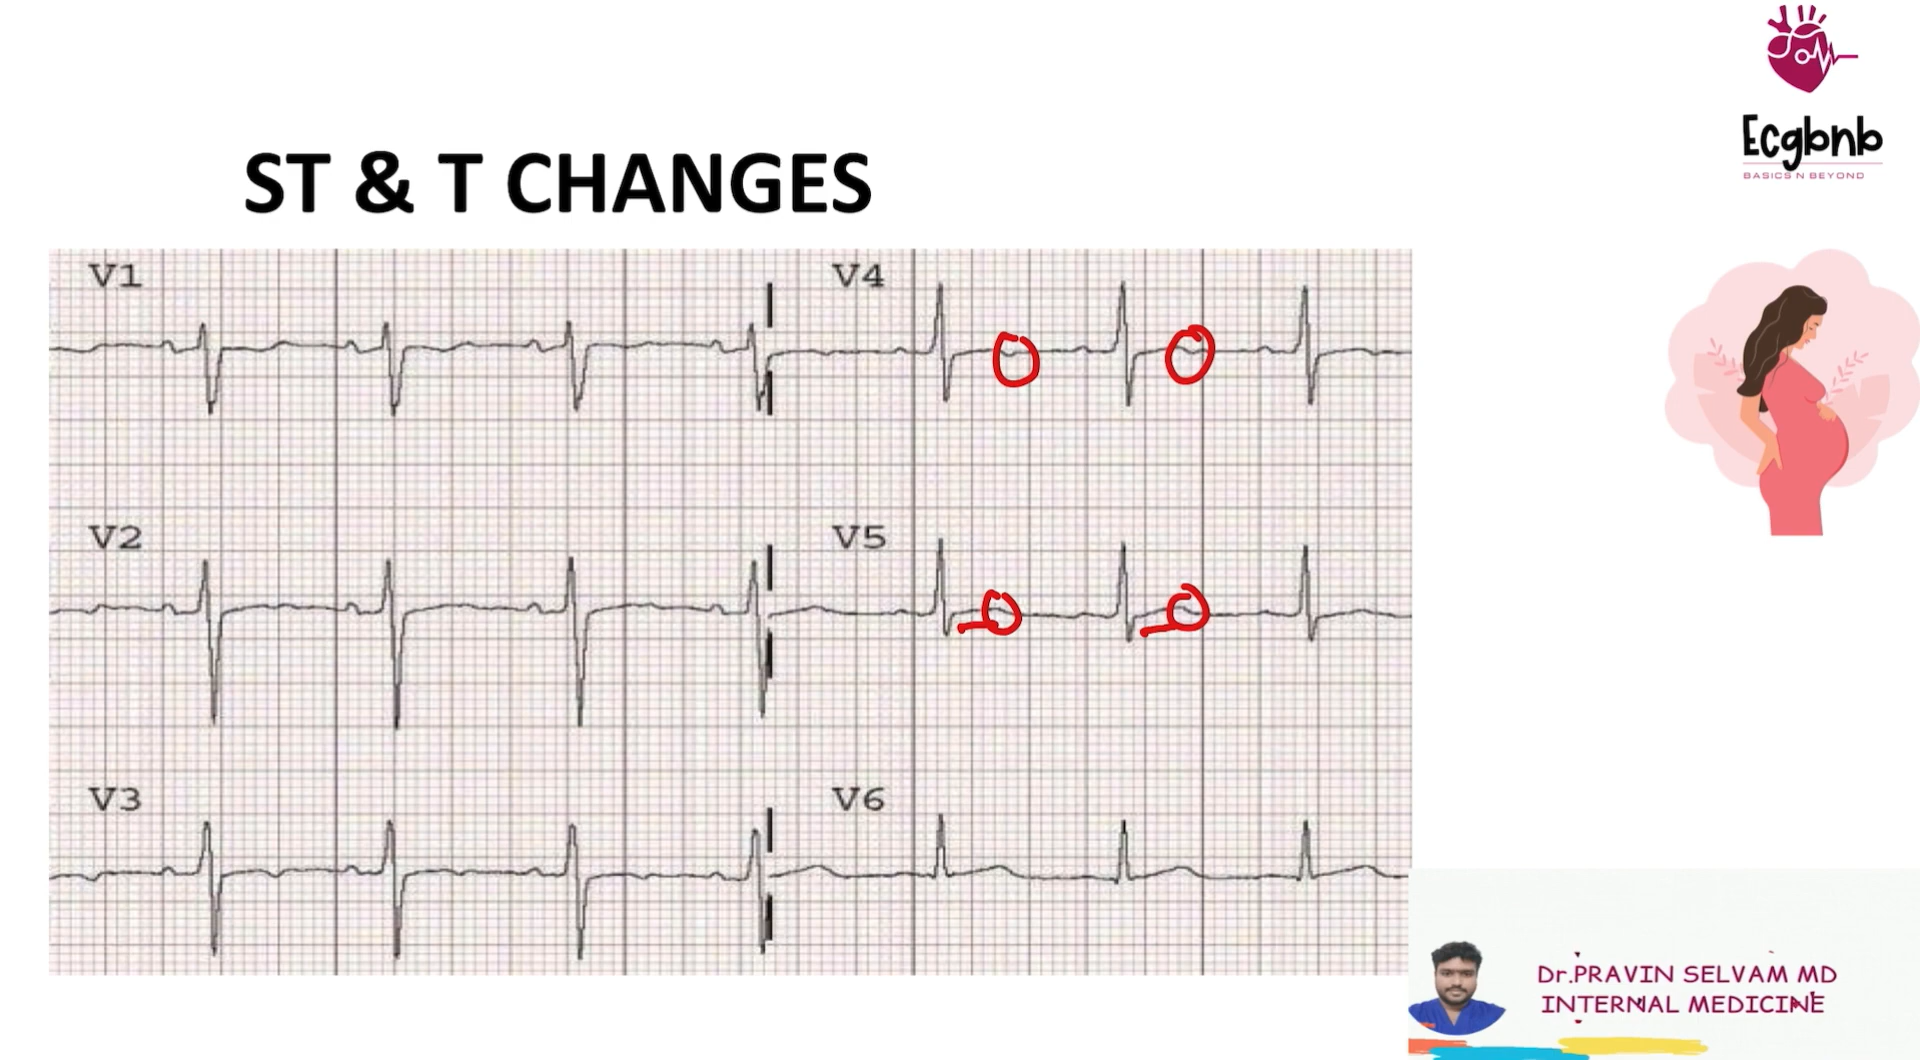 Ecgbnb
BASICS N BEYOND
ST & T CHANGES
V1
V4
V2
V5
V3
V6
Dr.PRAVIN SELVAM MD
INTERNAL MEDICINE